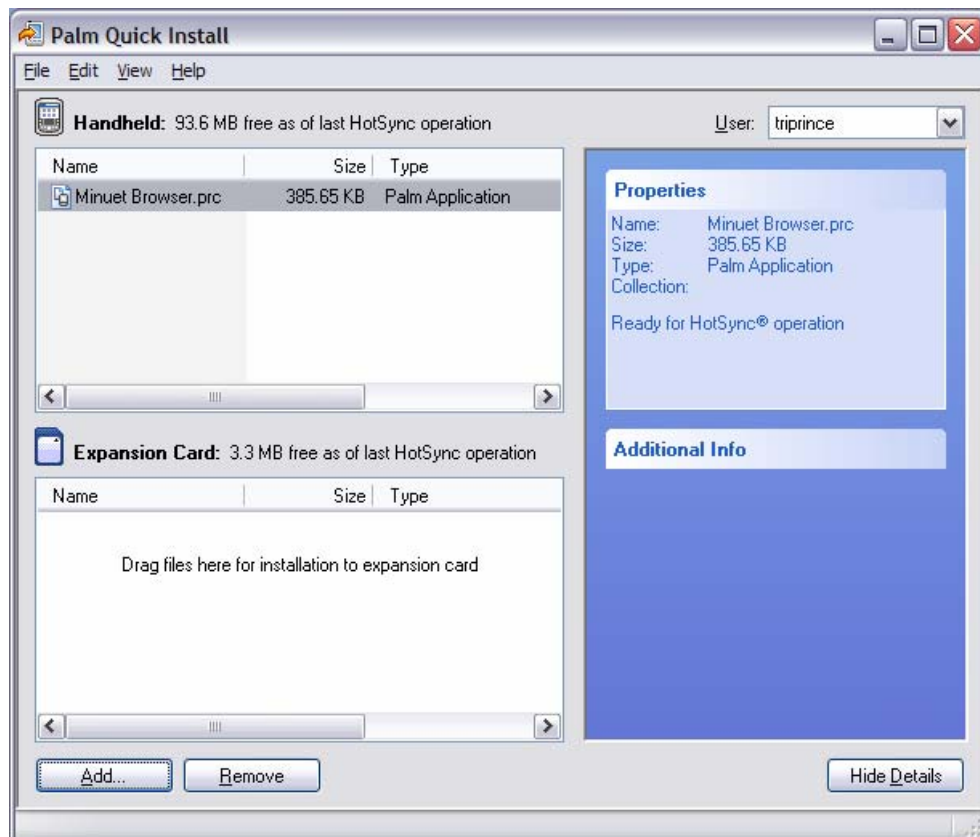 Palm Quick Install
File Edit View Help
Handheld: 93.6 MB free as of last HotSync operation
User: triprince
Name Size Type
Minuet Browser.prc 385.65 KB Palm Application
Properties
Name: Minuet Browser.prc
Size: 385.65 KB
Type: Palm Application
Collection:
Ready for HotSync® operation
Expansion Card: 3.3 MB free as of last HotSync operation
Additional Info
Name Size Type
Drag files here for installation to expansion card
Add... Remove Hide Details